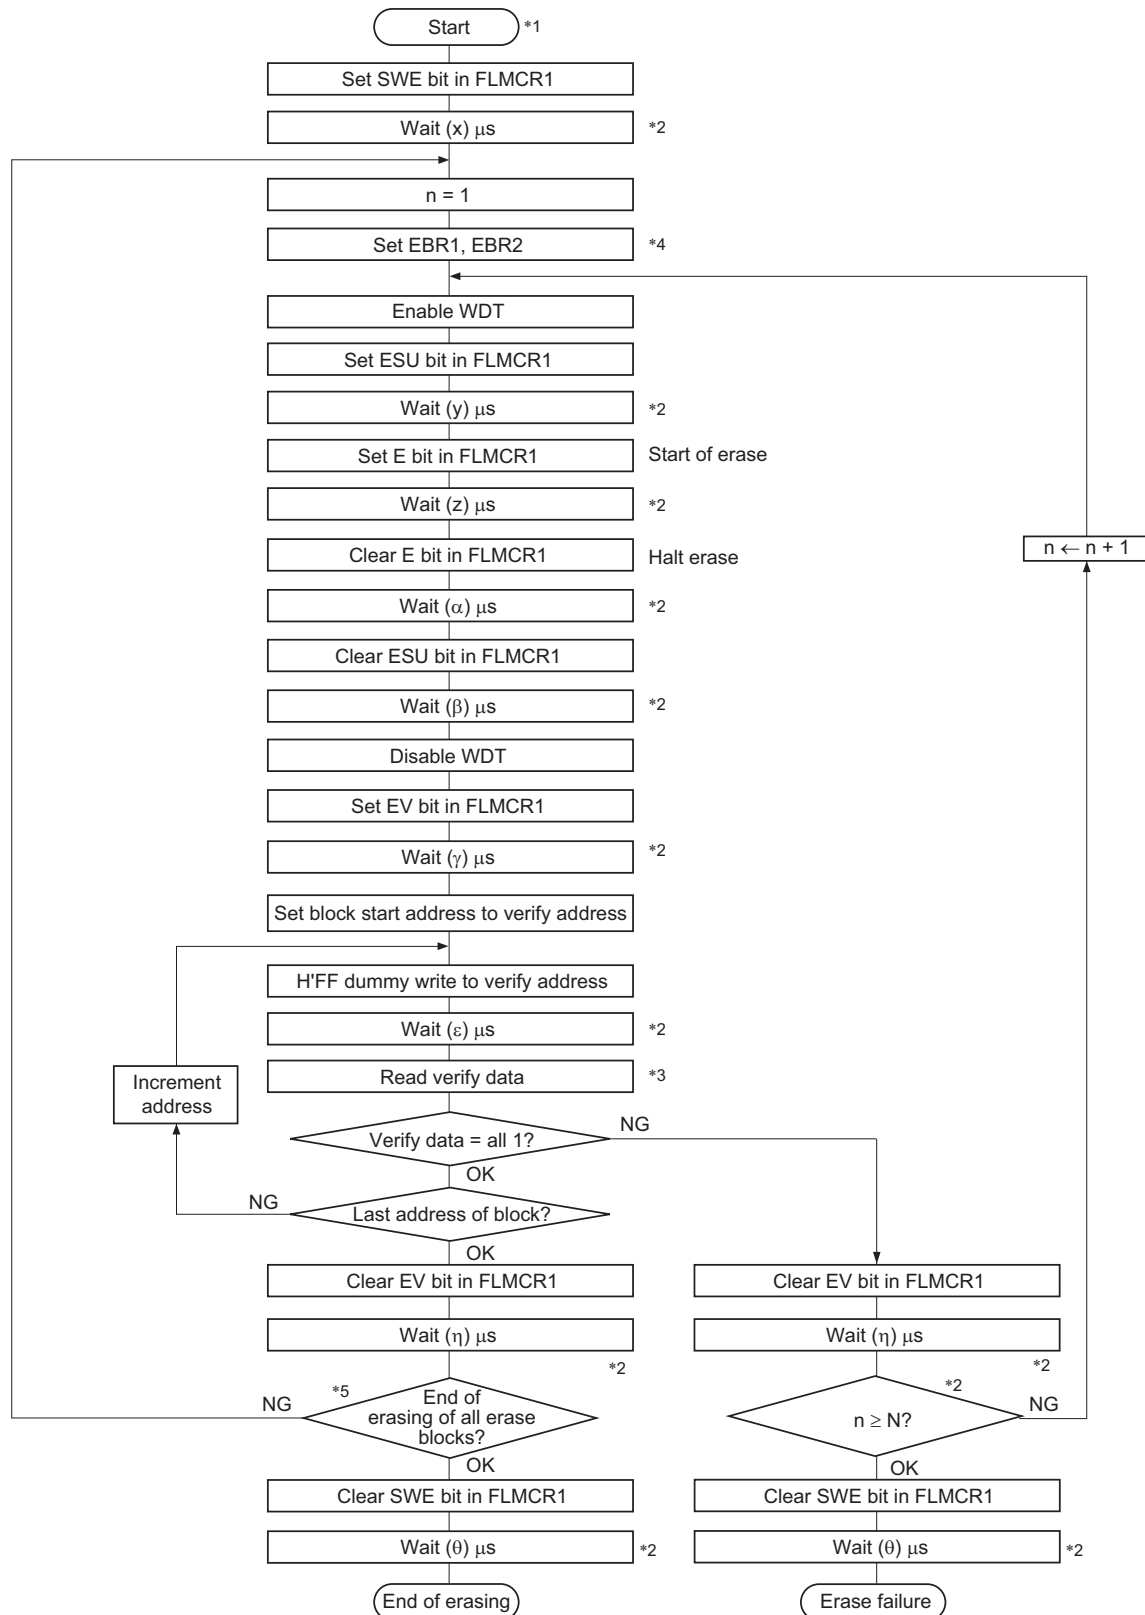 Start *1
Set SWE bit in FLMCR1
Wait (x) μs *2
n = 1
Set EBR1, EBR2 *4
Enable WDT
Set ESU bit in FLMCR1
Wait (y) μs *2
Set E bit in FLMCR1 Start of erase
Wait (z) μs *2
Clear E bit in FLMCR1 Halt erase
n ← n + 1
Wait (α) μs *2
Clear ESU bit in FLMCR1
Wait (β) μs *2
Disable WDT
Set EV bit in FLMCR1
Wait (γ) μs *2
Set block start address to verify address
H'FF dummy write to verify address
Wait (ε) μs *2
Read verify data *3
Increment
address
Verify data = all 1? NG
OK
NG Last address of block?
OK
Clear EV bit in FLMCR1
Wait (η) μs
*2
*5
NG
End of
erasing of all erase
blocks?
OK
Clear SWE bit in FLMCR1
Wait (θ) μs *2
End of erasing
Clear EV bit in FLMCR1
Wait (η) μs
*2
*2
n ≥ N? NG
OK
Clear SWE bit in FLMCR1
Wait (θ) μs *2
Erase failure